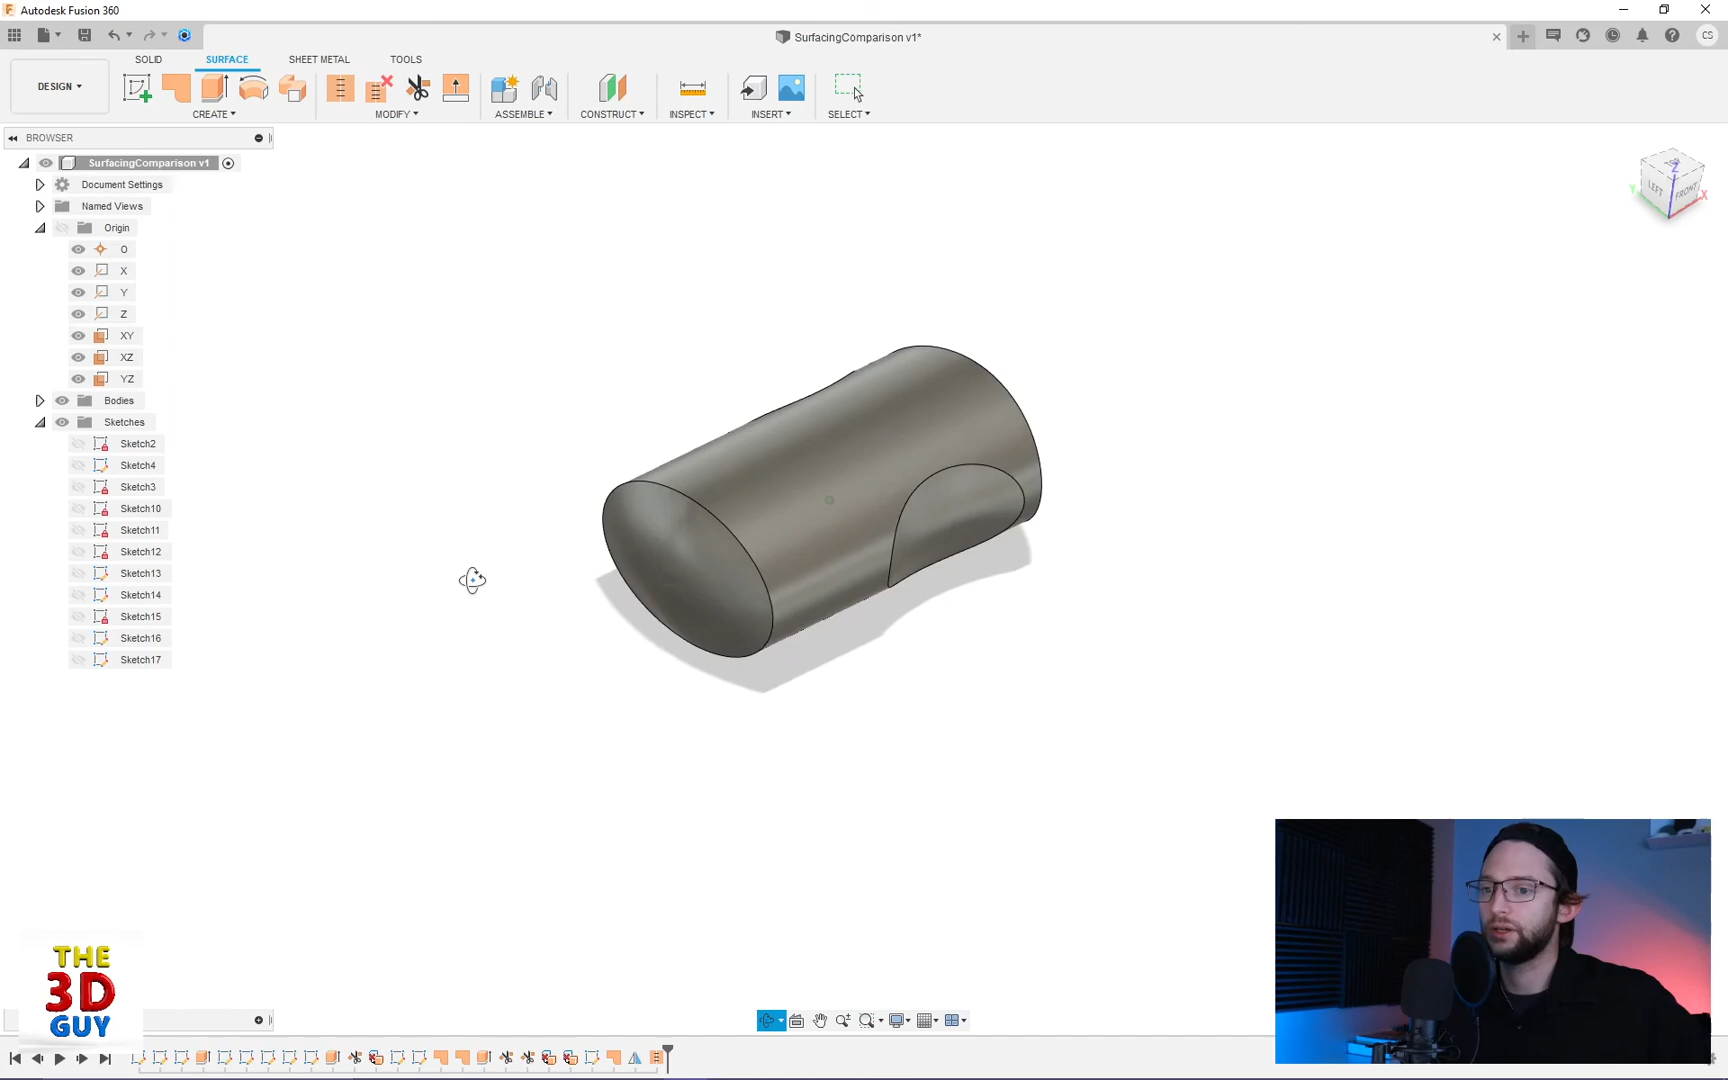 Autodesk Fusion 360
SurfacingComparison v1*
CS
SOLID
SURFACE
SHEET METAL
TOOLS
DESIGN
CREATE
MODIFY
ASSEMBLE
CONSTRUCT
INSPECT
INSERT
SELECT
BROWSER
SurfacingComparison v1
Document Settings
Named Views
Origin
O
X
Y
Z
XY
XZ
YZ
Bodies
Sketches
Sketch2
Sketch4
Sketch3
Sketch10
Sketch11
Sketch12
Sketch13
Sketch14
Sketch15
Sketch16
Sketch17
Z
LEFT
FRONT
Y
X
THE
3D
GUY